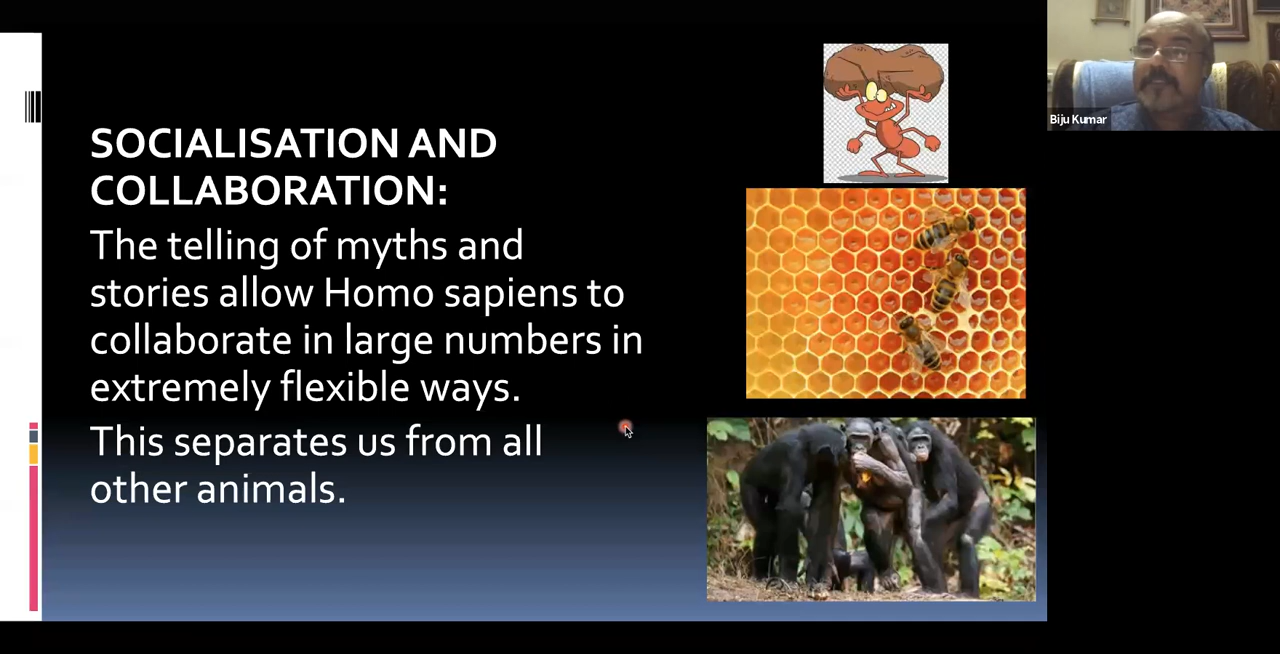 SOCIALISATION AND
COLLABORATION:
The telling of myths and
stories allow Homo sapiens to
collaborate in large numbers in
extremely flexible ways.
This separates us from all
other animals.
Biju Kumar